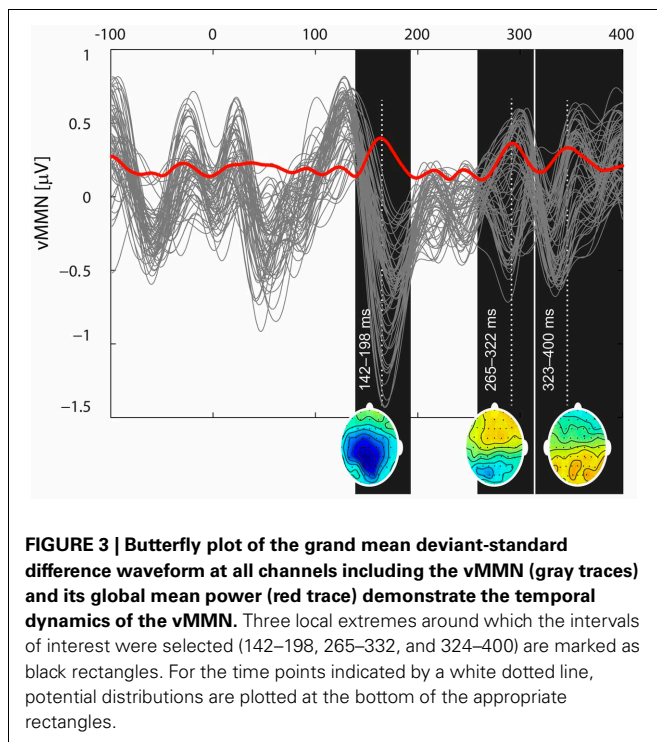 -100 0 100 200 300 400
1
0.5
0
−0.5
−1
−1.5
vMMN [µV]
142–198 ms
265–322 ms
323–400 ms
FIGURE 3 | Butterfly plot of the grand mean deviant-standard
difference waveform at all channels including the vMMN (gray traces)
and its global mean power (red trace) demonstrate the temporal
dynamics of the vMMN. Three local extremes around which the intervals
of interest were selected (142–198, 265–332, and 324–400) are marked as
black rectangles. For the time points indicated by a white dotted line,
potential distributions are plotted at the bottom of the appropriate
rectangles.